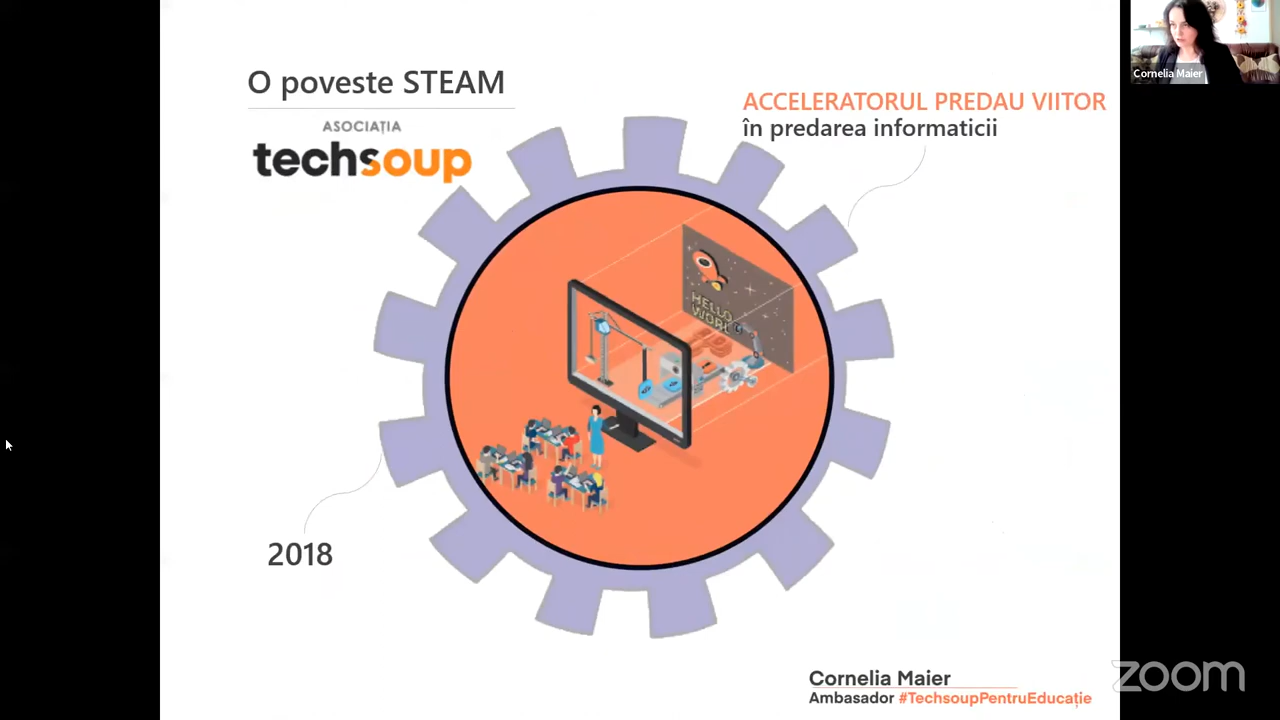 O poveste STEAM
ASOCIAȚIA
techsoup
ACCELERATORUL PREDAU VIITOR
în predarea informaticii
HELLO
WORL
2018
Cornelia Maier
Ambasador #TechsoupPentruEducație
Cornelia Maier
zoom